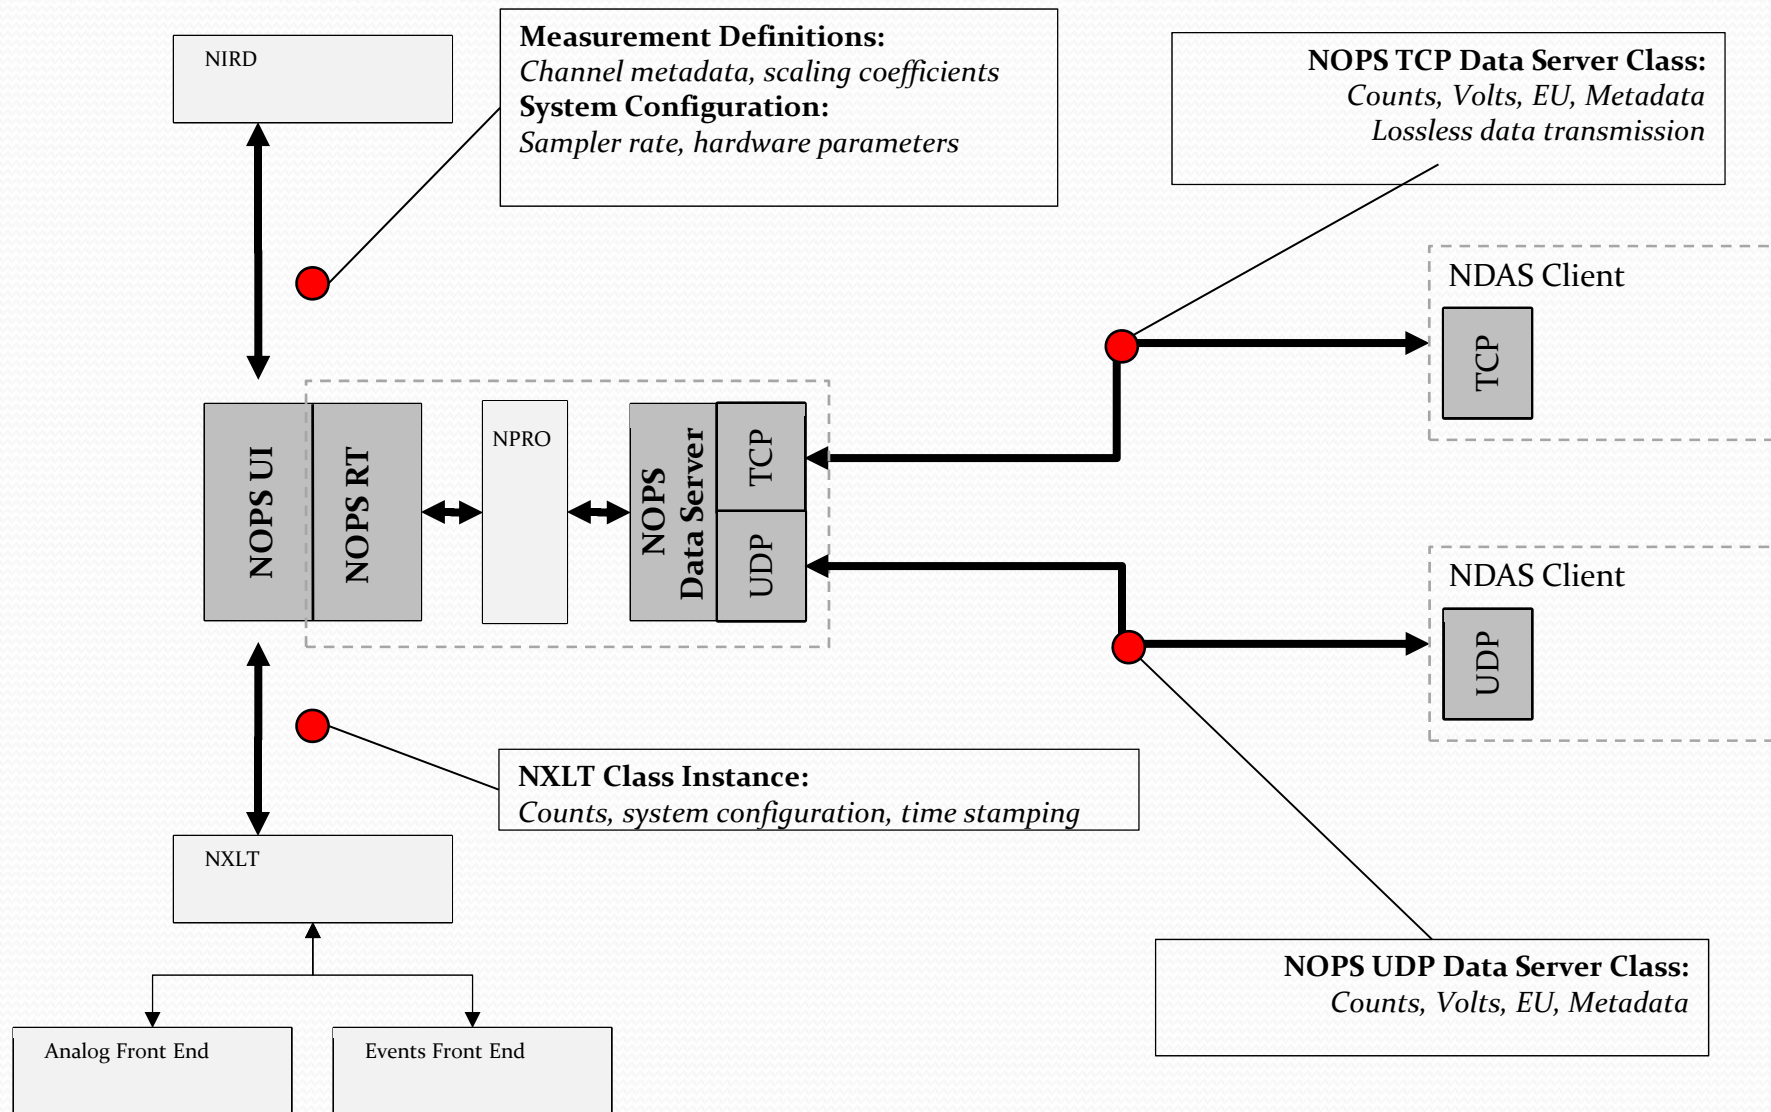 NIRD
Measurement Definitions:
Channel metadata, scaling coefficients
System Configuration:
Sampler rate, hardware parameters
NOPS TCP Data Server Class:
Counts, Volts, EU, Metadata
Lossless data transmission
NDAS Client
TCP
NOPS UI
NOPS RT
NPRO
NOPS
Data Server
TCP
UDP
NDAS Client
UDP
NXLT Class Instance:
Counts, system configuration, time stamping
NXLT
NOPS UDP Data Server Class:
Counts, Volts, EU, Metadata
Analog Front End
Events Front End